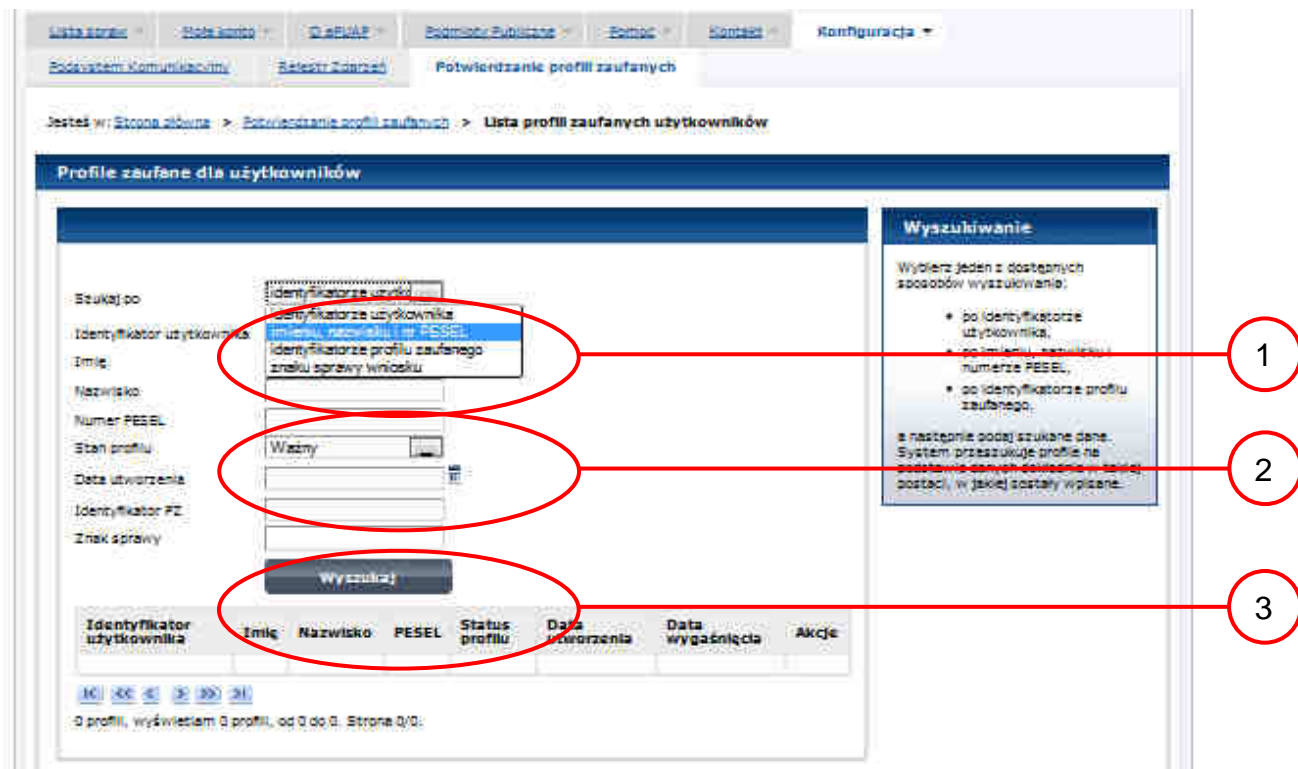 Lista spraw Moje konto O ePUAP Podmioty Publiczne Pomoc Kontakt Konfiguracja
Podsystem Komunikacyjny Rejestr Zdarzeń Potwierdzanie profili zaufanych
Jesteś w: Strona główna > Potwierdzanie profili zaufanych > Lista profili zaufanych użytkowników
Profile zaufane dla użytkowników
Szukaj po
identyfikatorze użytko
identyfikatorze użytkownika
imieniu, nazwisku i nr PESEL
identyfikatorze profilu zaufanego
znaku sprawy wniosku
Identyfikator użytkownika
Imię
Nazwisko
Numer PESEL
Stan profilu Ważny
Data utworzenia
Identyfikator PZ
Znak sprawy
Wyszukaj
Identyfikator użytkownika Imię Nazwisko PESEL Status profilu Data utworzenia Data wygaśnięcia Akcje
0 profili, wyświetlam 0 profili, od 0 do 0. Strona 0/0.
Wyszukiwanie
Wybierz jeden z dostępnych
sposobów wyszukiwania:
po identyfikatorze
użytkownika,
po imieniu, nazwisku i
numerze PESEL,
po identyfikatorze profilu
zaufanego,
a następnie podaj szukane dane.
System przeszukuje profile na
podstawie danych dokładnie w takiej
postaci, w jakiej zostały wpisane.
1
2
3